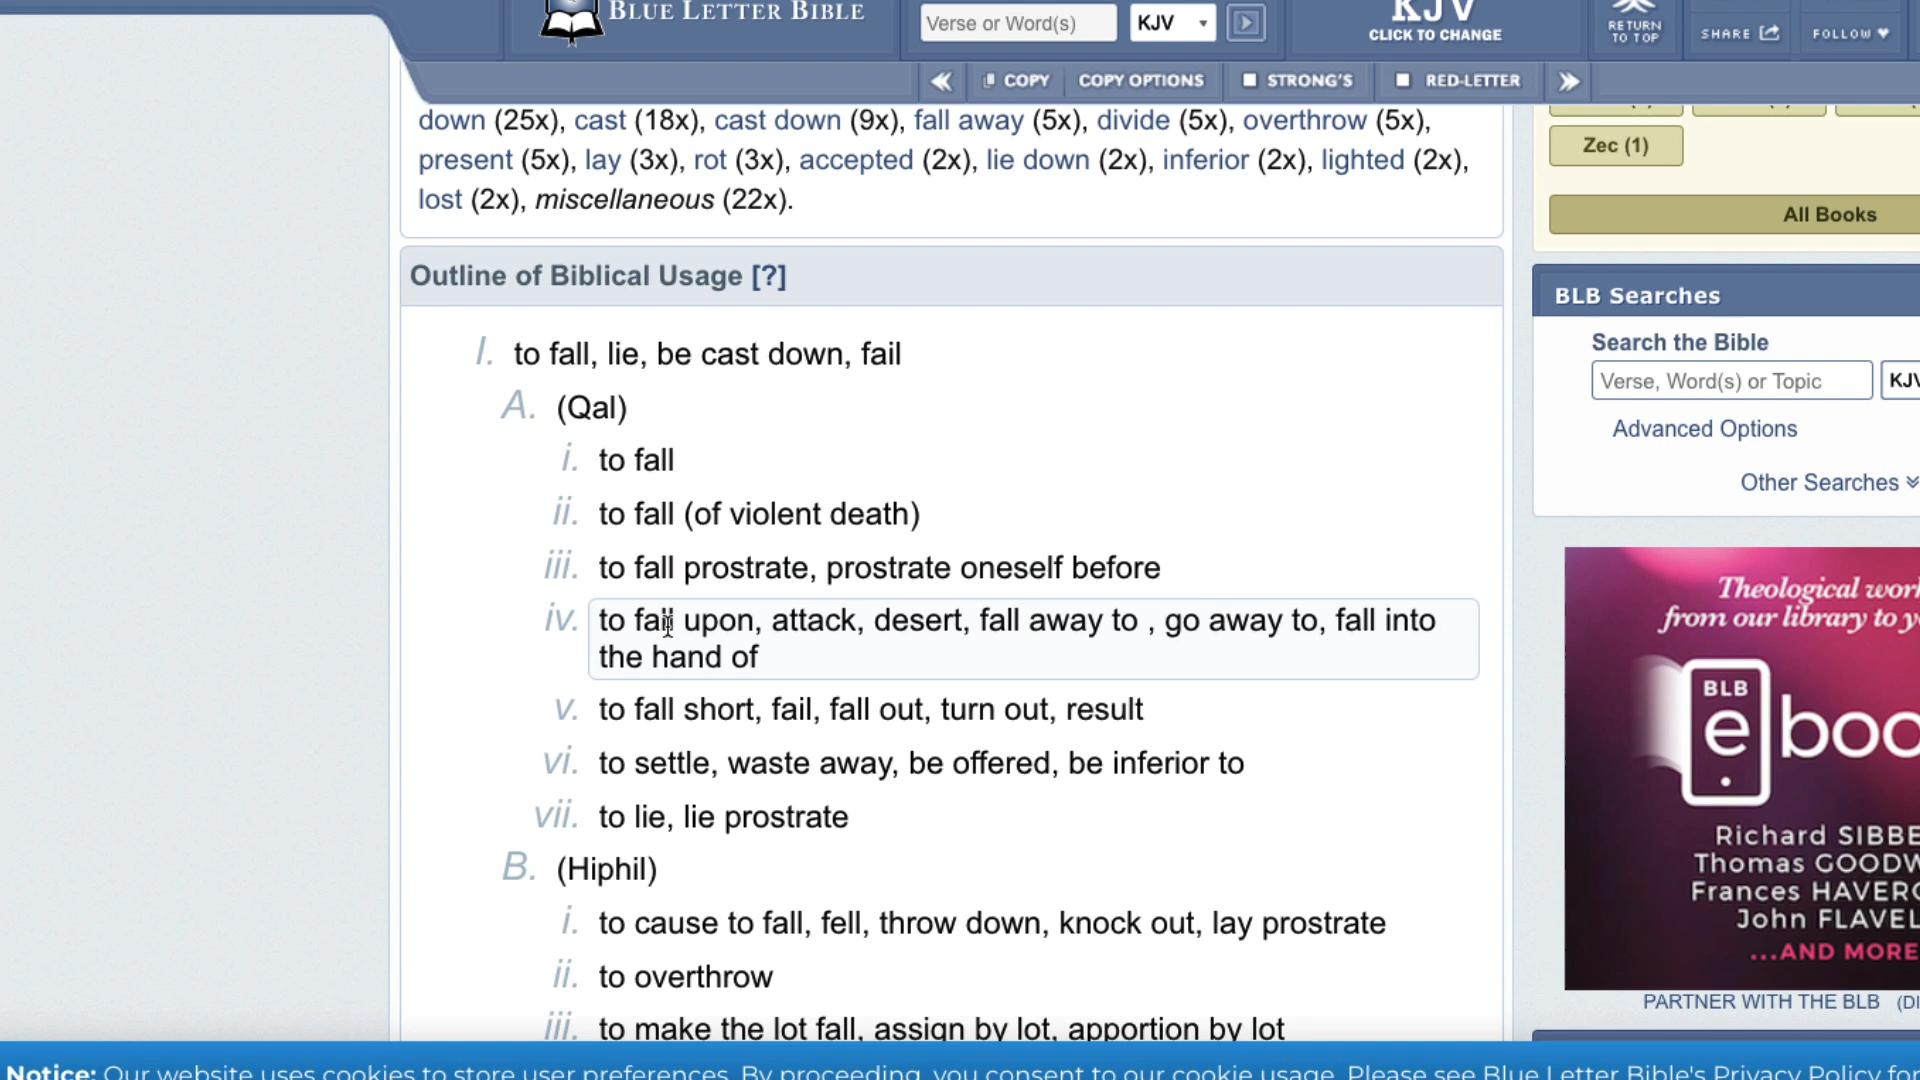 BLUE LETTER BIBLE
Verse or Word(s)
KJV
KJV
CLICK TO CHANGE
RETURN
TO TOP
SHARE
FOLLOW
COPY
COPY OPTIONS
STRONG'S
RED-LETTER
down (25x), cast (18x), cast down (9x), fall away (5x), divide (5x), overthrow (5x),
present (5x), lay (3x), rot (3x), accepted (2x), lie down (2x), inferior (2x), lighted (2x),
lost (2x), miscellaneous (22x).
Outline of Biblical Usage [?]
I. to fall, lie, be cast down, fail
A. (Qal)
i. to fall
ii. to fall (of violent death)
iii. to fall prostrate, prostrate oneself before
iv. to fall upon, attack, desert, fall away to , go away to, fall into
the hand of
v. to fall short, fail, fall out, turn out, result
vi. to settle, waste away, be offered, be inferior to
vii. to lie, lie prostrate
B. (Hiphil)
i. to cause to fall, fell, throw down, knock out, lay prostrate
ii. to overthrow
iii. to make the lot fall, assign by lot, apportion by lot
Zec (1)
All Books
BLB Searches
Search the Bible
Verse, Word(s) or Topic
KJV
Advanced Options
Other Searches
Theological
from our library to
BLB
e
Richard
Thomas
Frances
John
...AND MORE
PARTNER WITH THE BLB
Notice: Our website uses cookies to store user preferences. By proceeding, you consent to our cookie usage. Please see Blue Letter Bible's Privacy Policy for